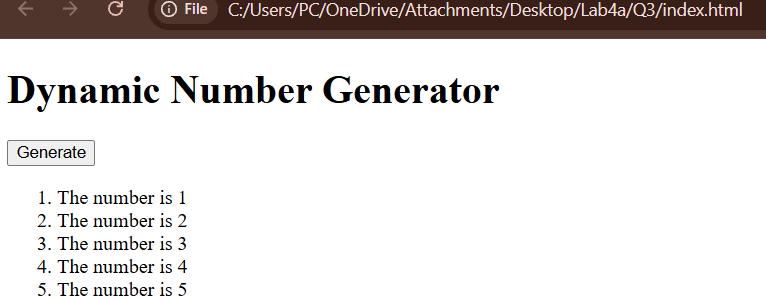 File C:/Users/PC/OneDrive/Attachments/Desktop/Lab4a/Q3/index.html
Dynamic Number Generator
Generate
1. The number is 1
2. The number is 2
3. The number is 3
4. The number is 4
5. The number is 5